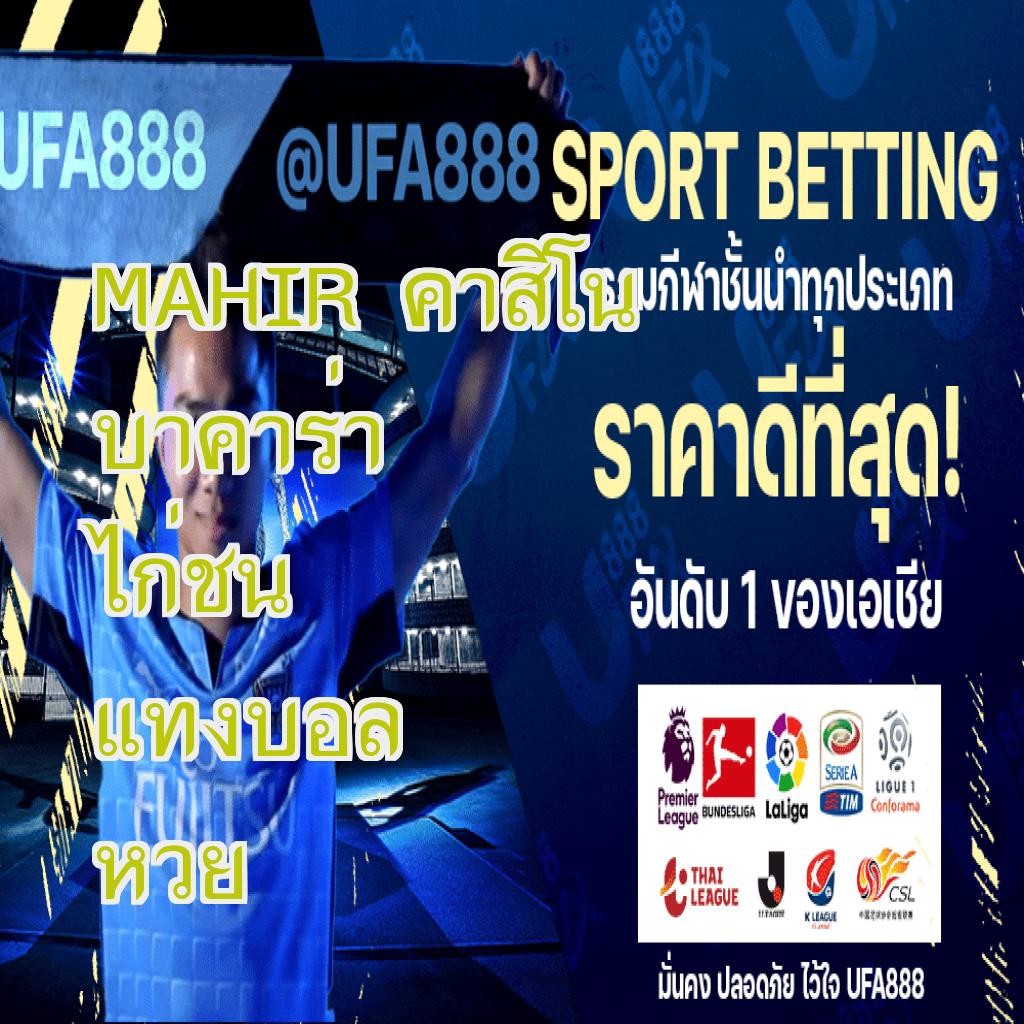 UFA888
@UFA888
SPORT BETTING
MAHIR คาสิโน
กีฬาชั้นนำทุกประเภท
บาคาร่า
ราคาดีที่สุด!
ไก่ชน
อันดับ 1 ของเอเชีย
แทงบอล
FUJITSU
หวย
Premier
League
BUNDESLIGA
LaLiga
SERIE A
TIM
LIGUE 1
Conforama
THAI
LEAGUE
J.LEAGUE
K LEAGUE
CSL
มั่นคง ปลอดภัย ไว้ใจ UFA888